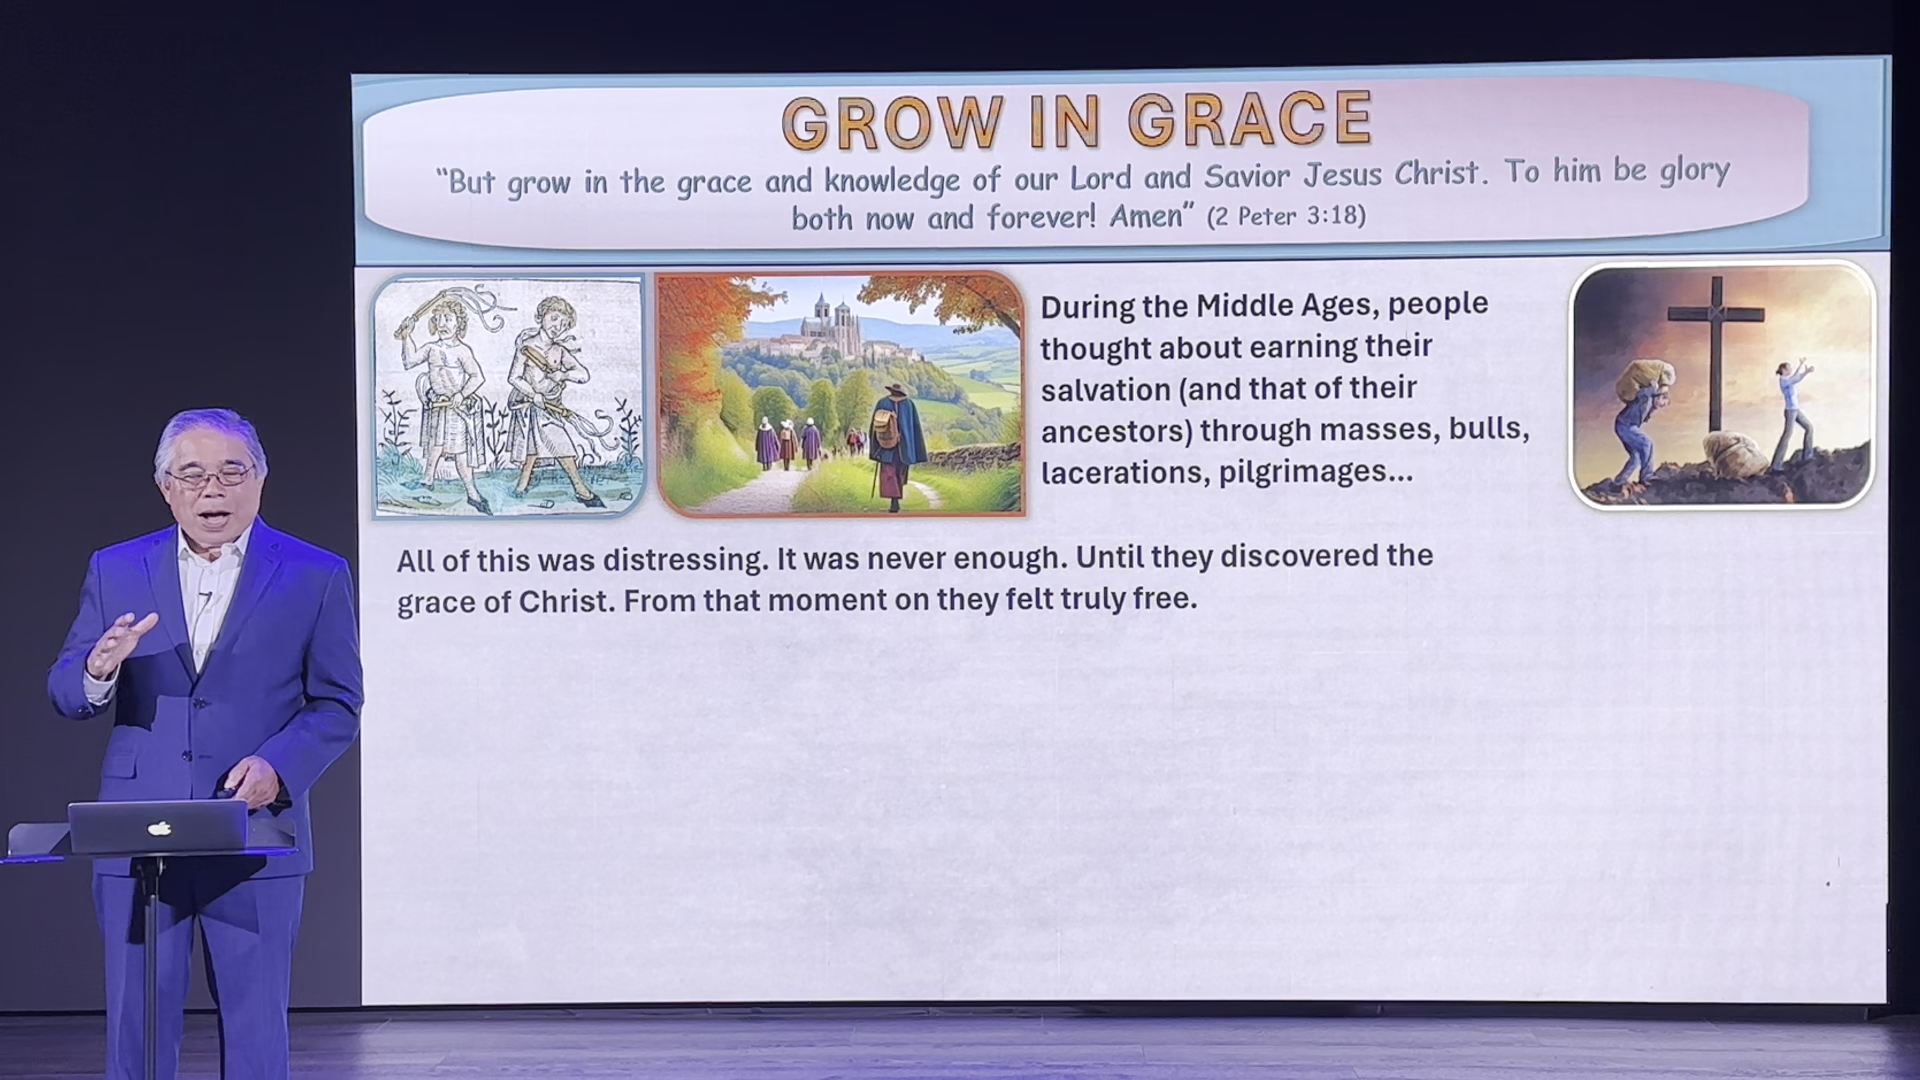 GROW IN GRACE
“But grow in the grace and knowledge of our Lord and Savior Jesus Christ. To him be glory
both now and forever! Amen” (2 Peter 3:18)
During the Middle Ages, people
thought about earning their
salvation (and that of their
ancestors) through masses, bulls,
lacerations, pilgrimages...
All of this was distressing. It was never enough. Until they discovered the
grace of Christ. From that moment on they felt truly free.